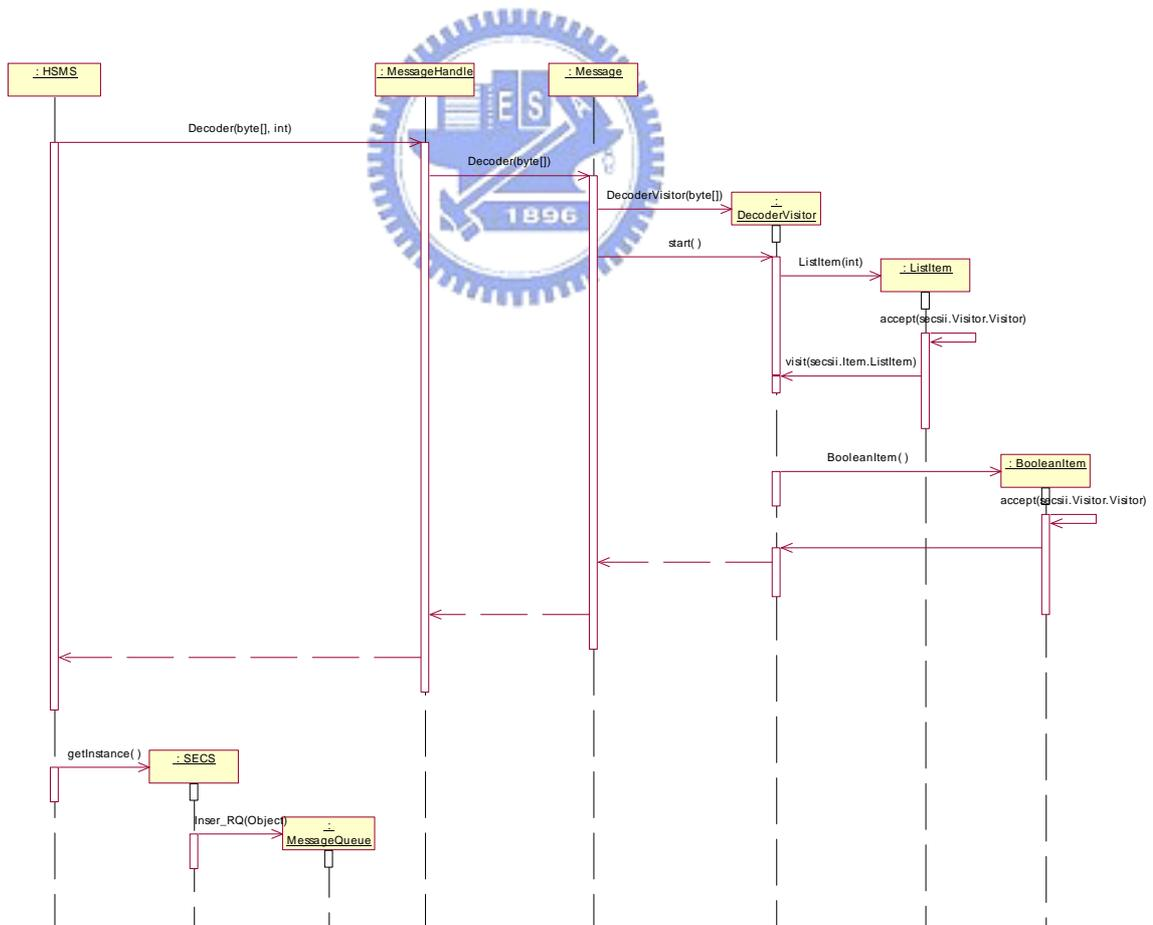 : HSMS
: MessageHandle
: Message
E S A
Decoder(byte[], int)
Decoder(byte[])
DecoderVisitor(byte[])
:
DecoderVisitor
1896
start( )
ListItem(int)
: ListItem
accept(secsii.Visitor.Visitor)
visit(secsii.Item.ListItem)
BooleanItem( )
: BooleanItem
accept(secsii.Visitor.Visitor)
getInstance( )
: SECS
Inser_RQ(Object)
:
MessageQueue